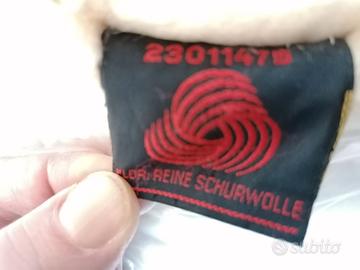 23011479
FLOR: REINE SCHURWOLLE
subito